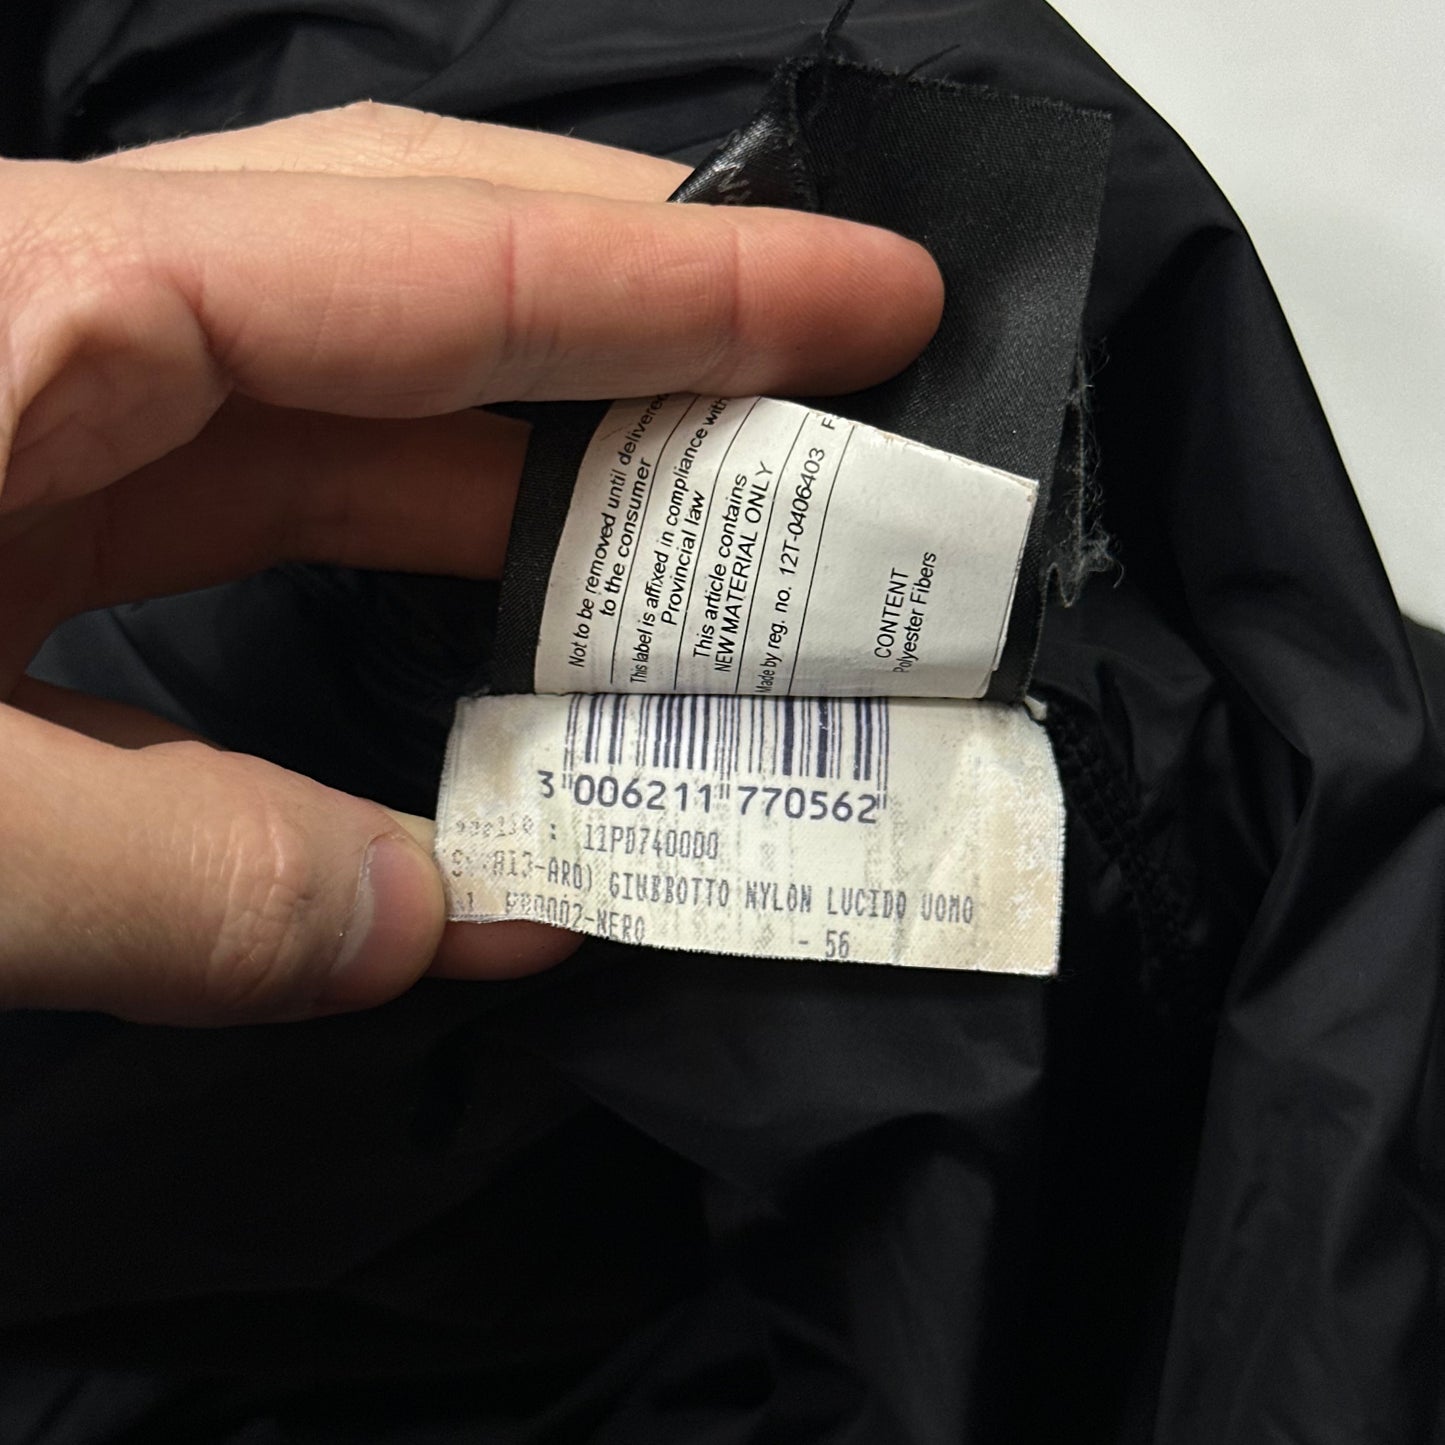 Not to be removed until delivered
to the consumer
This label is affixed in compliance with
Provincial law
This article contains
NEW MATERIAL ONLY
Made by reg. no. 12T-0406403
CONTENT
Polyester Fibers
3 006211 770562
: 11PD740000
GIUBBOTTO NYLON LUCIDO UOMO
-NERO - 56